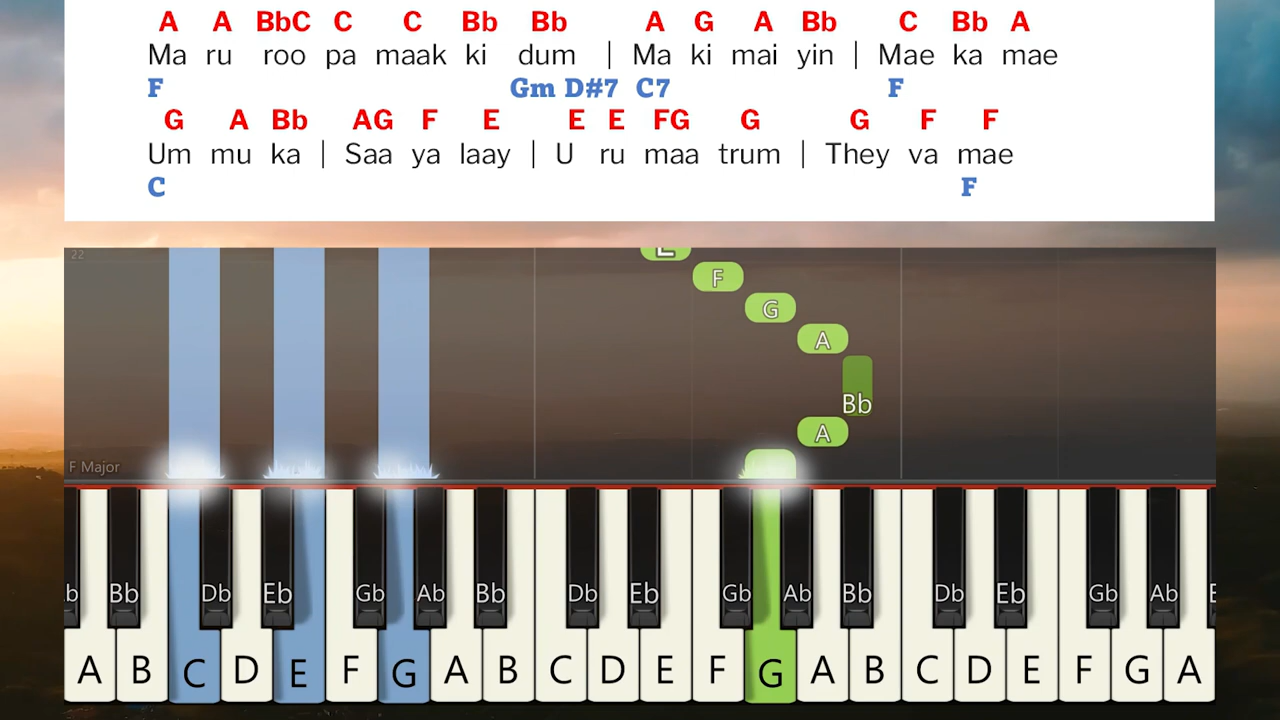 A A BbC C C Bb Bb A G A Bb C Bb A
Ma ru roo pa maak ki dum | Ma ki mai yin | Mae ka mae
F Gm D#7 C7 F
G A Bb AG F E E E FG G G F F
Um mu ka | Saa ya laay | U ru maa trum | They va mae
C F
22
E
F
G
A
Bb
A
F Major
b Bb Db Eb Gb Ab Bb Db Eb Gb Ab Bb Db Eb Gb Ab
A B C D E F G A B C D E F G A B C D E F G A